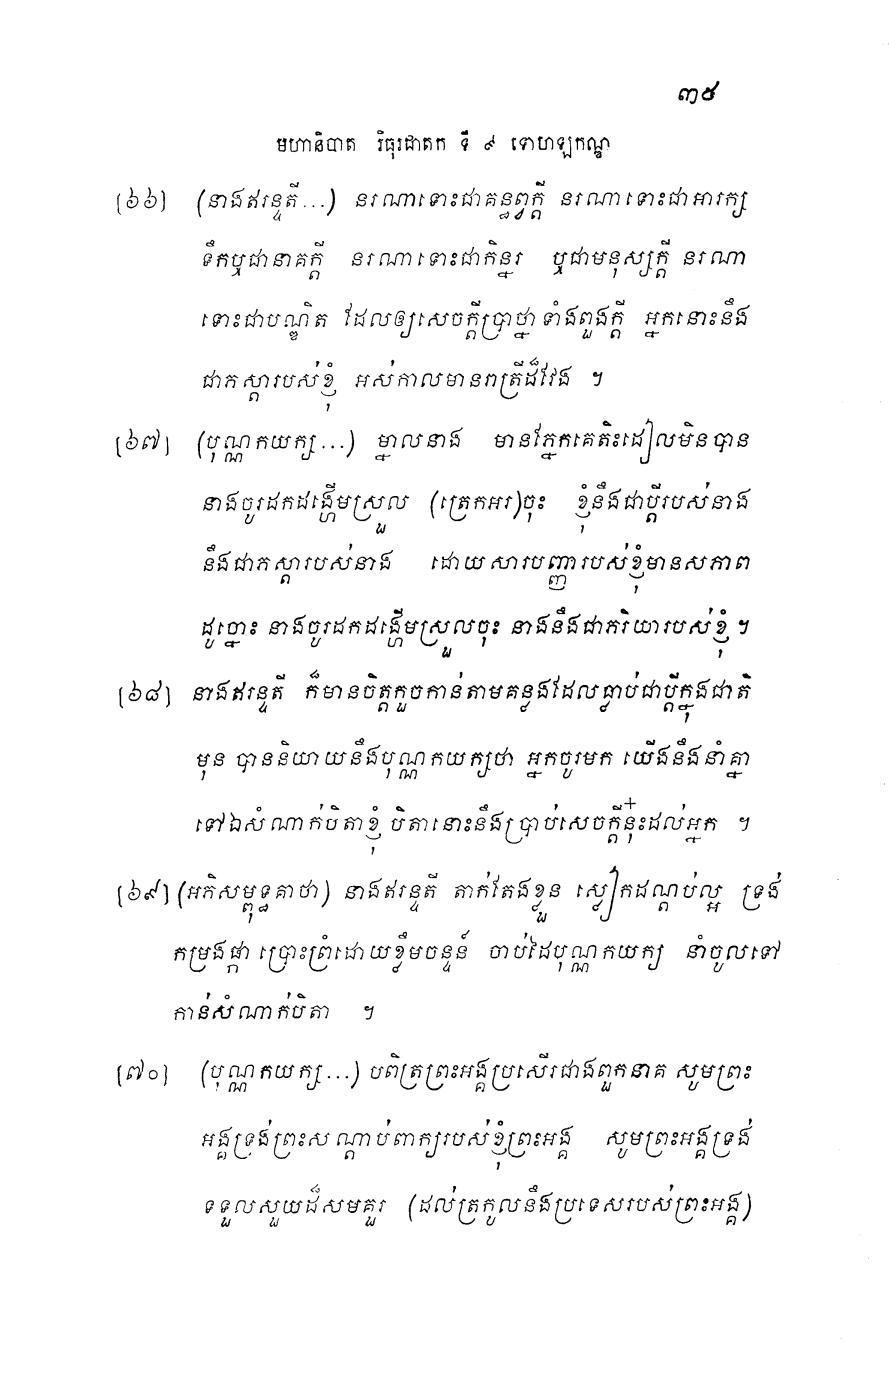 ៣៥
មហានិបាត វិធុរជាតក ទី ៩ ទោហឡកណ្ឌ
[៦៦] (នាងឥរន្ទតី...) នរណាទោះជាគន្ធព្វក្តី នរណាទោះជាអារក្ស
ទឹកឬជានាគក្តី នរណាទោះជាកិន្នរ ឬជាមនុស្សក្តី នរណា
ទោះជាបណ្ឌិត ដែលឲ្យសេចក្តីប្រាថ្នាទាំងពួងក្តី អ្នកនោះនឹង
ជាភស្តារបស់ខ្ញុំ អស់កាលមានរាត្រីដ៏វែង ។
[៦៧] (បុណ្ណកយក្ស...) ម្នាលនាង មានភ្នែកគេតិះដៀលមិនបាន
នាងចូរដកដង្ហើមស្រួល (ត្រេកអរ)ចុះ ខ្ញុំនឹងជាប្តីរបស់នាង
នឹងជាភស្តារបស់នាង ដោយសារបញ្ញារបស់ខ្ញុំមានសភាព
ដូច្នោះ នាងចូរដកដង្ហើមស្រួលចុះ នាងនឹងជាភរិយារបស់ខ្ញុំ ។
[៦៨] នាងឥរន្ទតី ក៏មានចិត្តកួចកាន់តាមគន្លងដែលធ្លាប់ជាប្តីក្នុងជាតិ
មុន បាននិយាយនឹងបុណ្ណកយក្សថា អ្នកចូរមក យើងនឹងនាំគ្នា
ទៅឯសំណាក់បិតាខ្ញុំ បិតានោះនឹងប្រាប់សេចក្តីនុ៎ះដល់អ្នក ។
[៦៩] (អភិសម្ពុទ្ធគាថា) នាងឥរន្ទតី តាក់តែងខ្លួន ស្លៀកដណ្តប់ល្អ ទ្រង់
កម្រងផ្កា ប្រោះព្រំដោយខ្លឹមចន្ទន៍ ចាប់ដៃបុណ្ណកយក្ស នាំចូលទៅ
កាន់សំណាក់បិតា ។
[៧០] (បុណ្ណកយក្ស...) បពិត្រព្រះអង្គប្រសើរជាងពួកនាគ សូមព្រះ
អង្គទ្រង់ព្រះសណ្តាប់ពាក្យរបស់ខ្ញុំព្រះអង្គ សូមព្រះអង្គទ្រង់
ទទួលសួយដ៏សមគួរ (ដល់ត្រកូលនឹងប្រទេសរបស់ព្រះអង្គ)